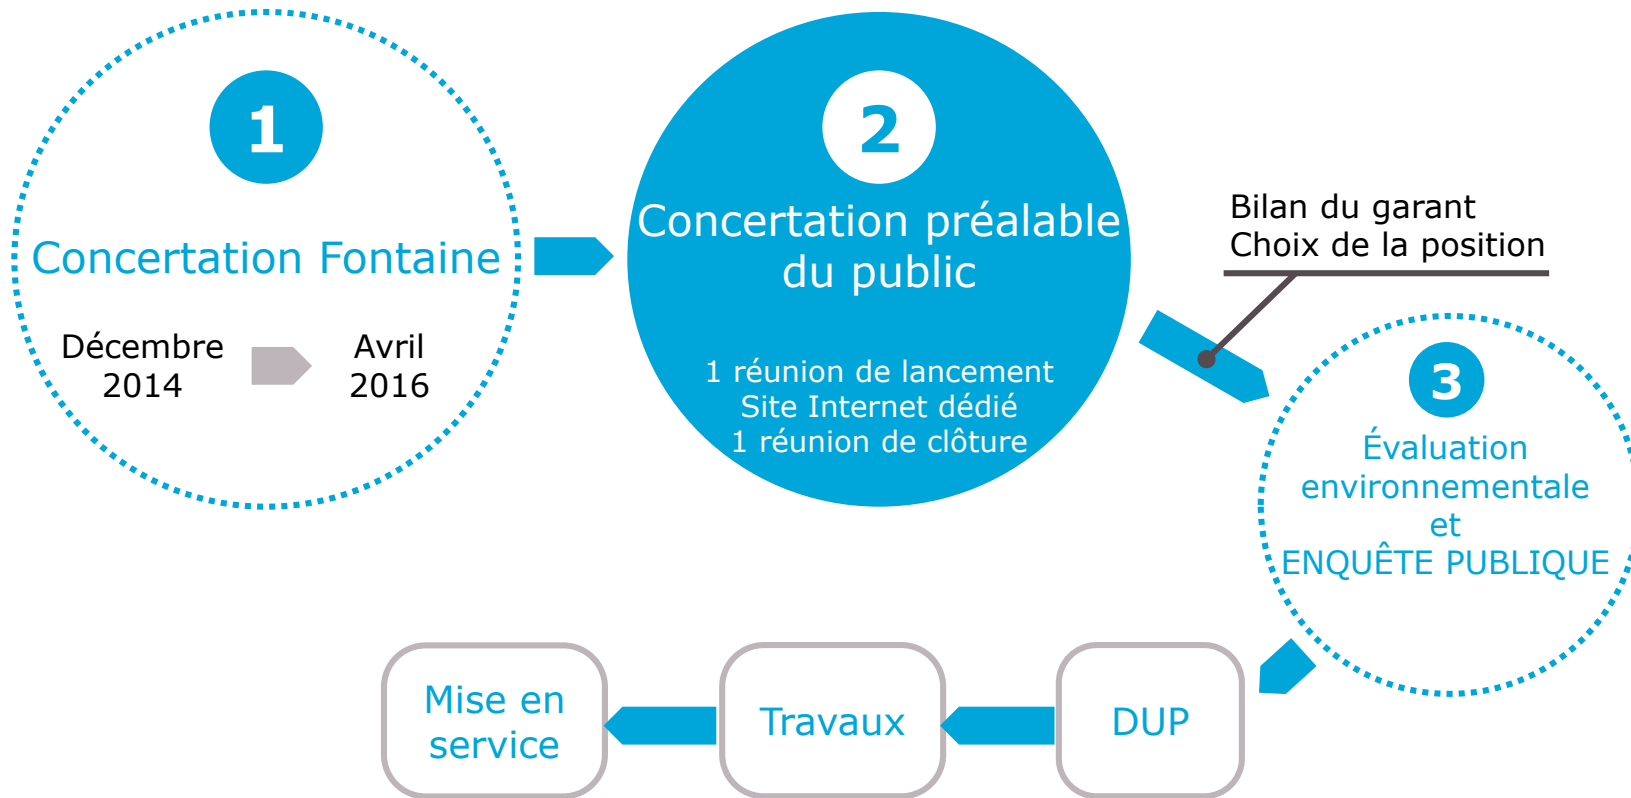 1
Concertation Fontaine
Décembre
2014
Avril
2016
2
Concertation préalable
du public
1 réunion de lancement
Site Internet dédié
1 réunion de clôture
Bilan du garant
Choix de la position
3
Évaluation
environnementale
et
ENQUÊTE PUBLIQUE
DUP
Travaux
Mise en
service